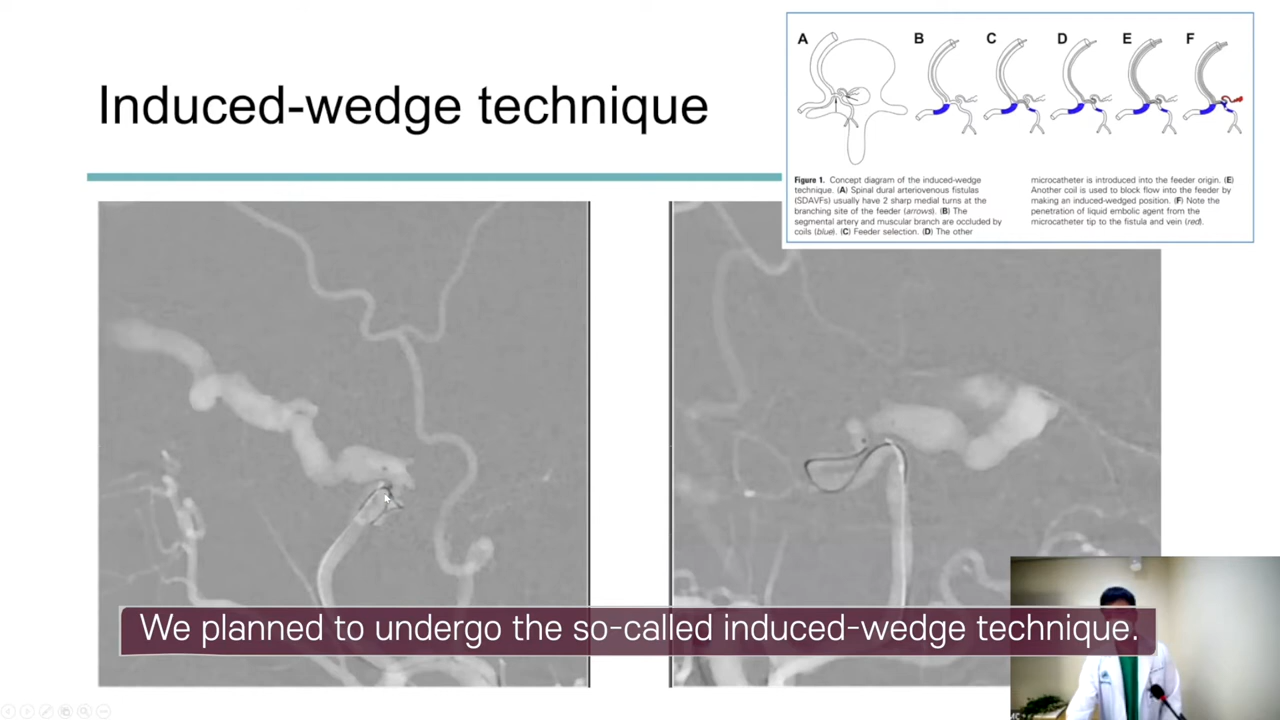 Induced-wedge technique
A B C D E F
Figure 1. Concept diagram of the induced-wedge
technique. (A) Spinal dural arteriovenous fistulas
(SDAVFs) usually have 2 sharp medial turns at the
branching site of the feeder (arrows). (B) The
segmental artery and muscular branch are occluded by
coils (blue). (C) Feeder selection. (D) The other
microcatheter is introduced into the feeder origin. (E)
Another coil is used to block flow into the feeder by
making an induced-wedged position. (F) Note the
penetration of liquid embolic agent from the
microcatheter tip to the fistula and vein (red).
We planned to undergo the so-called induced-wedge technique.